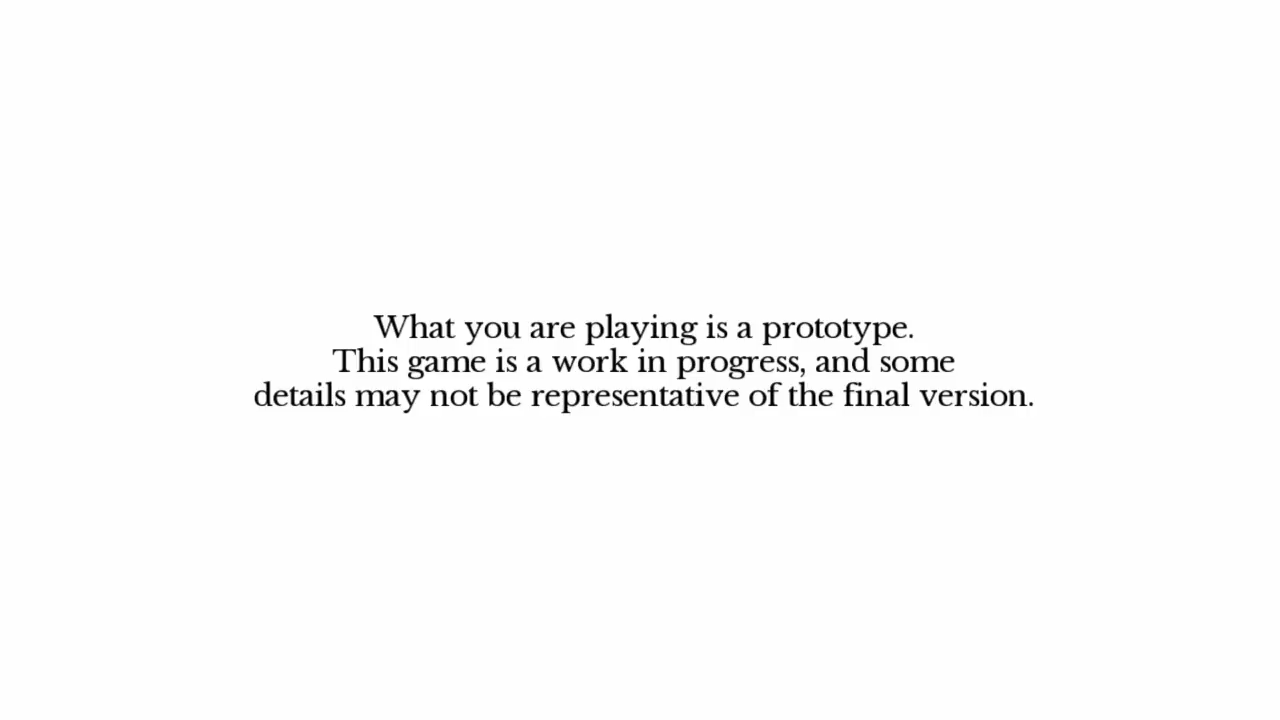 What you are playing is a prototype.
This game is a work in progress, and some
details may not be representative of the final version.